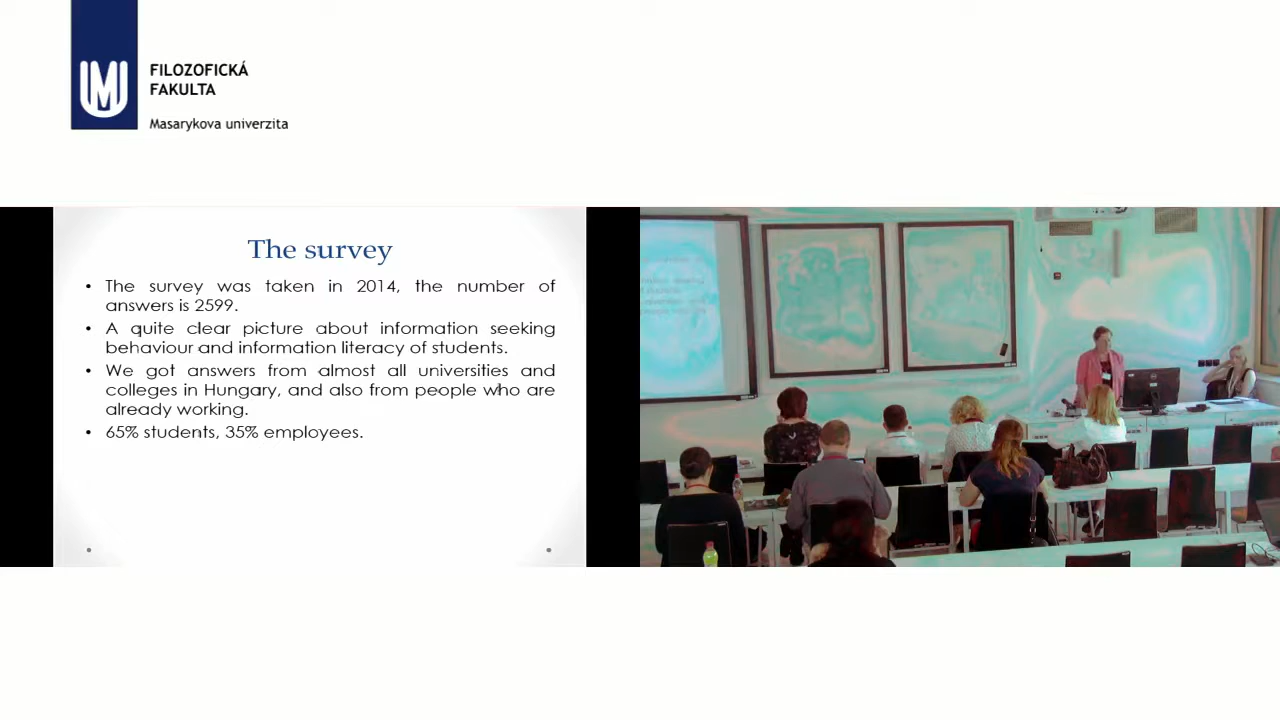 FILOZOFICKÁ
FAKULTA
Masarykova univerzita
The survey
• The survey was taken in 2014, the number of
answers is 2599.
• A quite clear picture about information seeking
behaviour and information literacy of students.
• We got answers from almost all universities and
colleges in Hungary, and also from people who are
already working.
• 65% students, 35% employees.